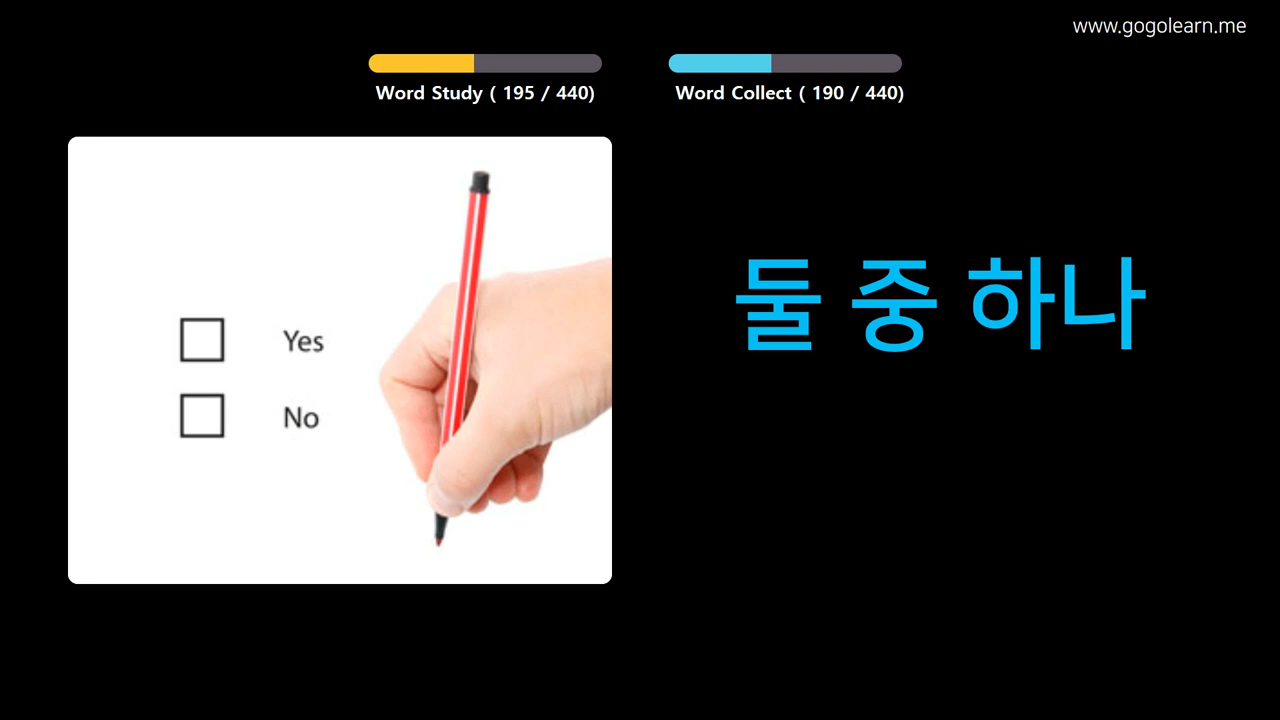 www.gogolearn.me
Word Study ( 195 / 440)
Word Collect ( 190 / 440)
둘 중 하나
Yes
No